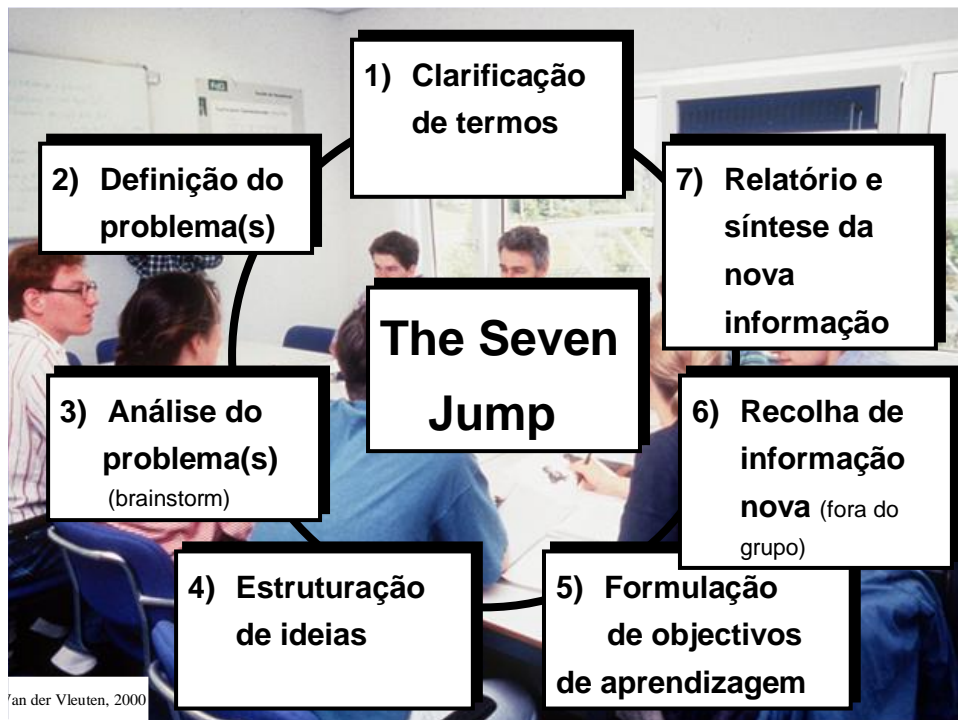 1) Clarificação
de termos
2) Definição do
problema(s)
3) Análise do
problema(s)
(brainstorm)
4) Estruturação
de ideias
5) Formulação
de objectivos
de aprendizagem
6) Recolha de
informação
nova (fora do
grupo)
7) Relatório e
síntese da
nova
informação
The Seven
Jump
Van der Vleuten, 2000